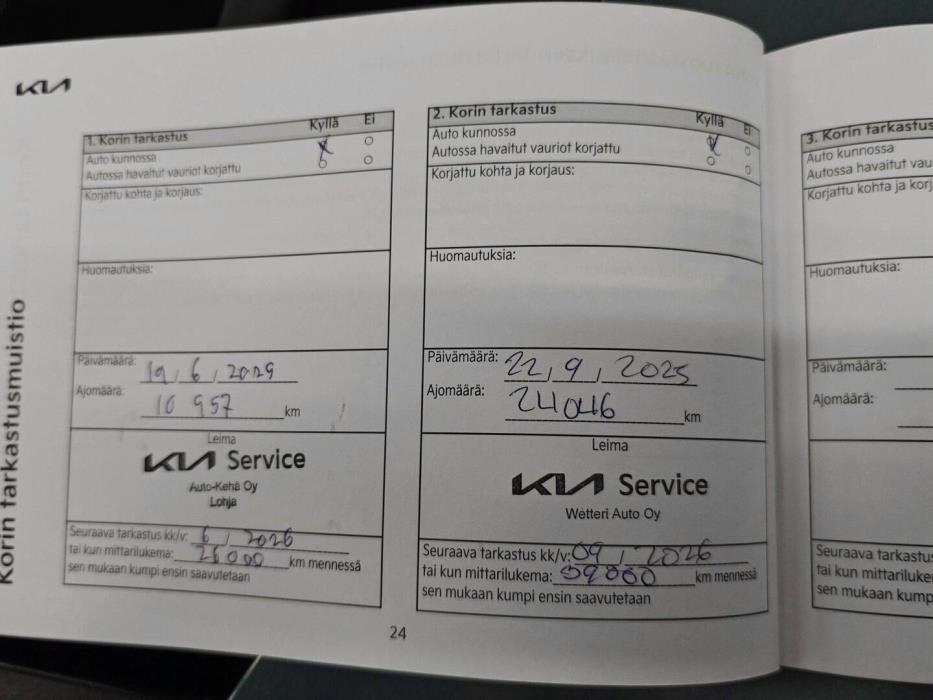 KIA
Korin tarkastusmuistio
1. Korin tarkastus Kyllä Ei
Auto kunnossa
Autossa havaitut vauriot korjattu
Korjattu kohta ja korjaus:
Huomautuksia:
Päivämäärä: 19, 6, 2025
Ajomäärä: 10 957 km
Leima
KIA Service
Auto-Kehä Oy
Lohja
Seuraava tarkastus kk/v: 6, 2026
tai kun mittarilukema: 26000 km mennessä
sen mukaan kumpi ensin saavutetaan
2. Korin tarkastus Kyllä Ei
Auto kunnossa
Autossa havaitut vauriot korjattu
Korjattu kohta ja korjaus:
Huomautuksia:
Päivämäärä: 22, 9, 2025
Ajomäärä: 24046 km
Leima
KIA Service
Wetteri Auto Oy
Seuraava tarkastus kk/v: 09, 2026
tai kun mittarilukema: 59000 km mennessä
sen mukaan kumpi ensin saavutetaan
24
3. Korin tarkastus
Auto kunnossa
Autossa havaitut vau
Korjattu kohta ja korj
Huomautuksia:
Päivämäärä:
Ajomäärä:
Seuraava tarkastu
tai kun mittariluke
sen mukaan kump